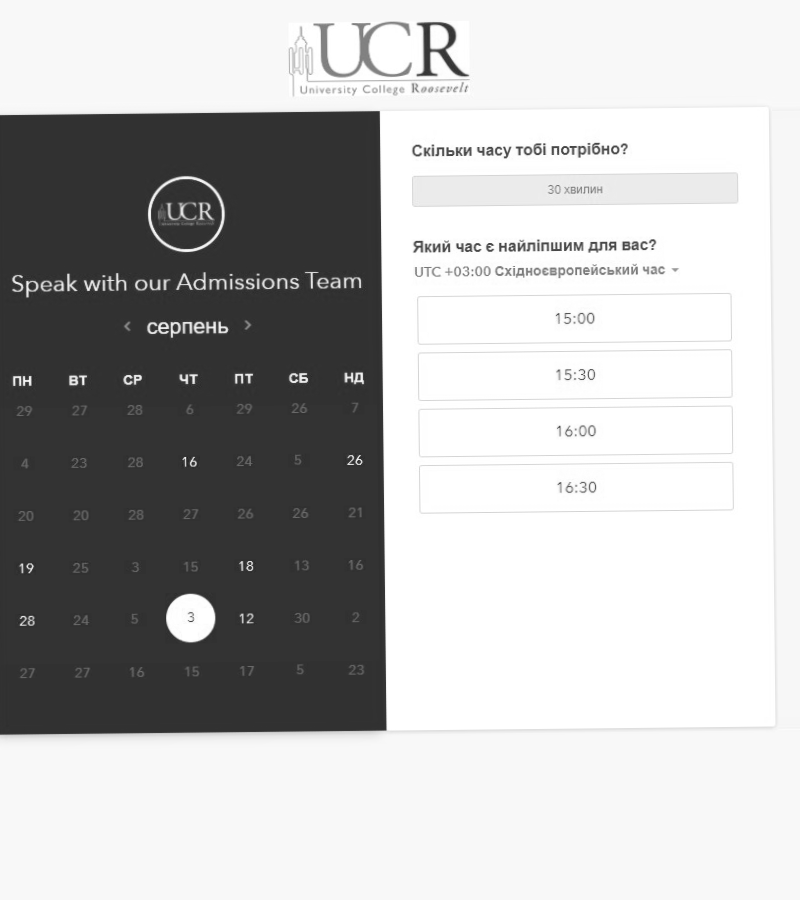 UCR
University College Roosevelt
UCR
University College Roosevelt
Speak with our Admissions Team
серпень
ПН ВТ СР ЧТ ПТ СБ НД
29 27 28 6 29 26 7
4 23 28 16 24 5 26
20 20 28 27 26 26 21
19 25 3 15 18 13 16
28 24 5 3 12 30 2
27 27 16 15 17 5 23
Скільки часу тобі потрібно?
30 хвилин
Який час є найліпшим для вас?
UTC +03:00 Східноєвропейський час
15:00
15:30
16:00
16:30